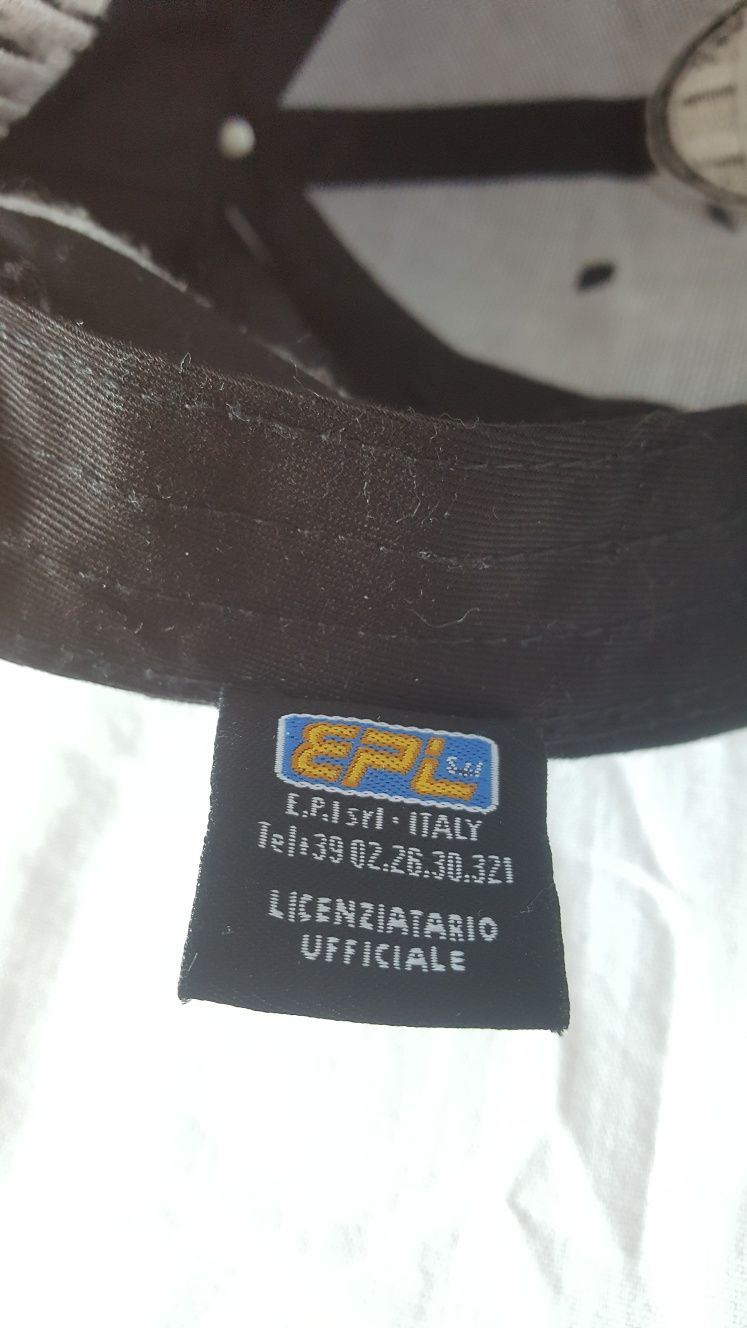 EPL s.r.l
E.P.I srl · ITALY
Tel+39 02.26.30.321
LICENZIATARIO
UFFICIALE